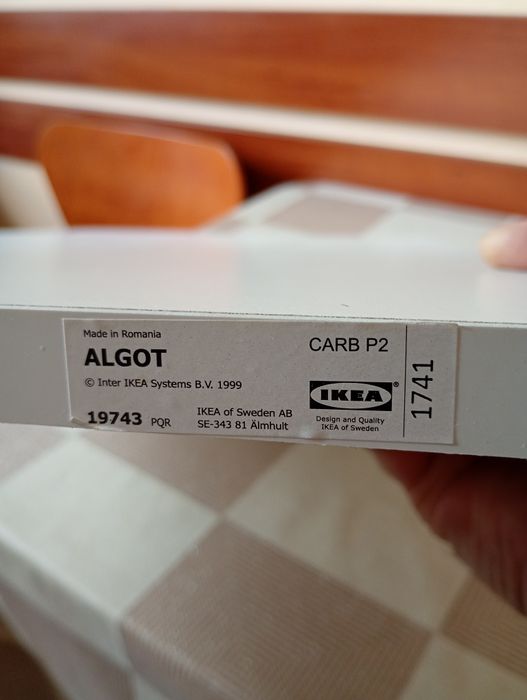 Made in Romania
ALGOT
© Inter IKEA Systems B.V. 1999
19743 PQR
IKEA of Sweden AB
SE-343 81 Älmhult
CARB P2
IKEA®
Design and Quality
IKEA of Sweden
1741